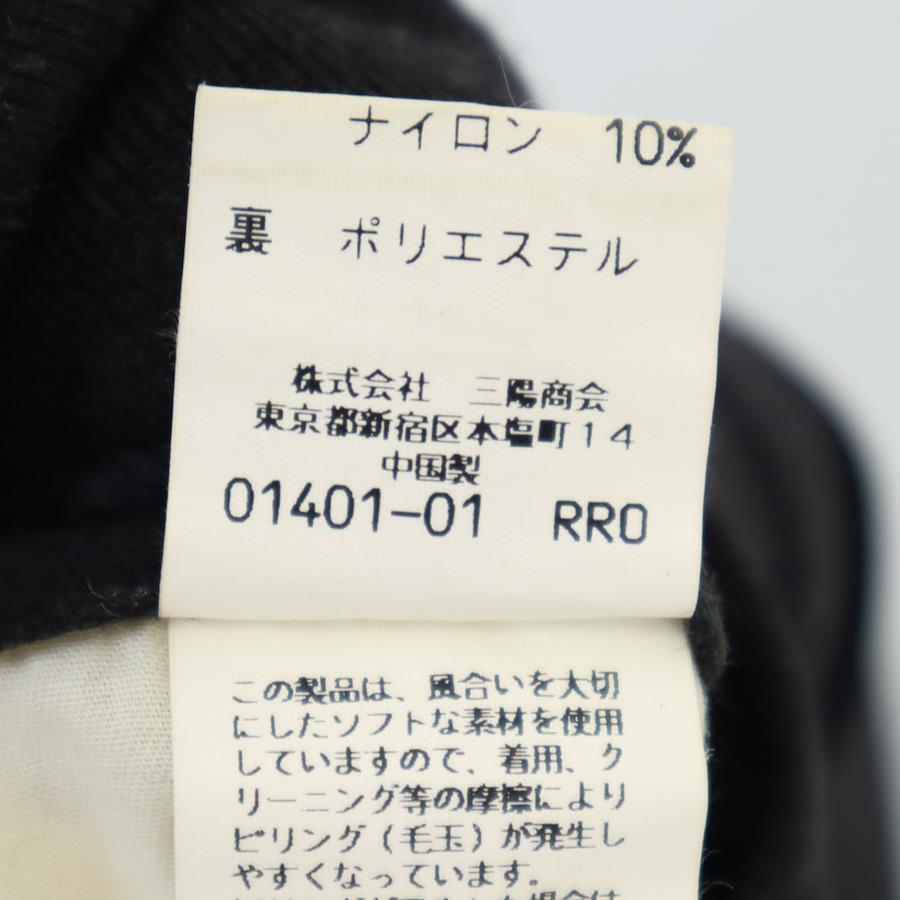 ナイロン 10%
裏 ポリエステル
株式会社 三陽商会
東京都新宿区本塩町14
中国製
01401-01 RRO
この製品は、風合いを大切
にしたソフトな素材を使用
していますので、着用、ク
リーニング等の摩擦により
ピリング(毛玉)が発生し
やすくなっています。